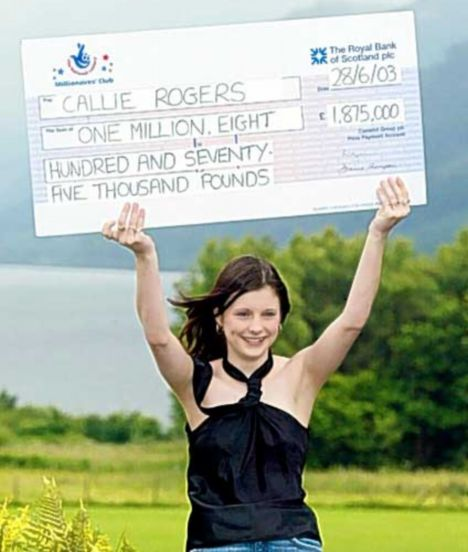 The Royal Bank
of Scotland plc
Millionaires' Club
Date 28/6/03
Pay CALLIE ROGERS
The Sum of ONE MILLION, EIGHT
£ 1,875,000
HUNDRED AND SEVENTY
FIVE THOUSAND POUNDS
Camelot Group plc
Prize Payment Account